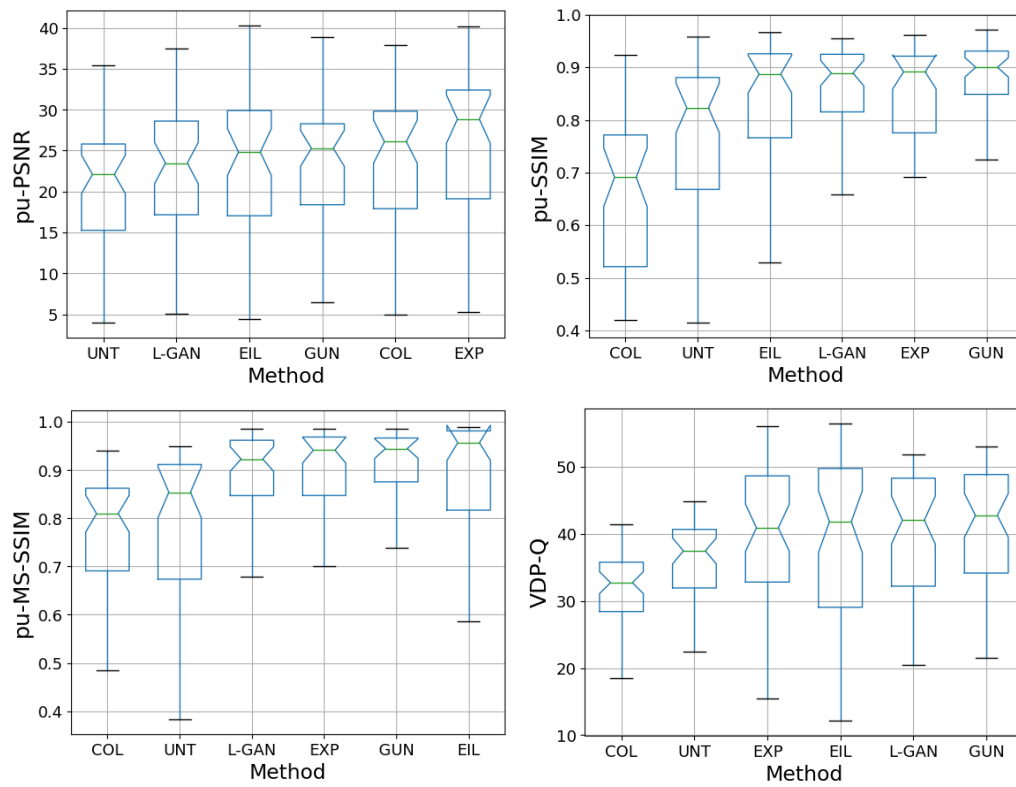 pu-PSNR
40
35
30
25
20
15
10
5
UNT L-GAN EIL GUN COL EXP
Method
pu-SSIM
1.0
0.9
0.8
0.7
0.6
0.5
0.4
COL UNT EIL L-GAN EXP GUN
Method
pu-MS-SSIM
1.0
0.9
0.8
0.7
0.6
0.5
0.4
COL UNT L-GAN EXP GUN EIL
Method
VDP-Q
50
40
30
20
10
COL UNT EXP EIL L-GAN GUN
Method